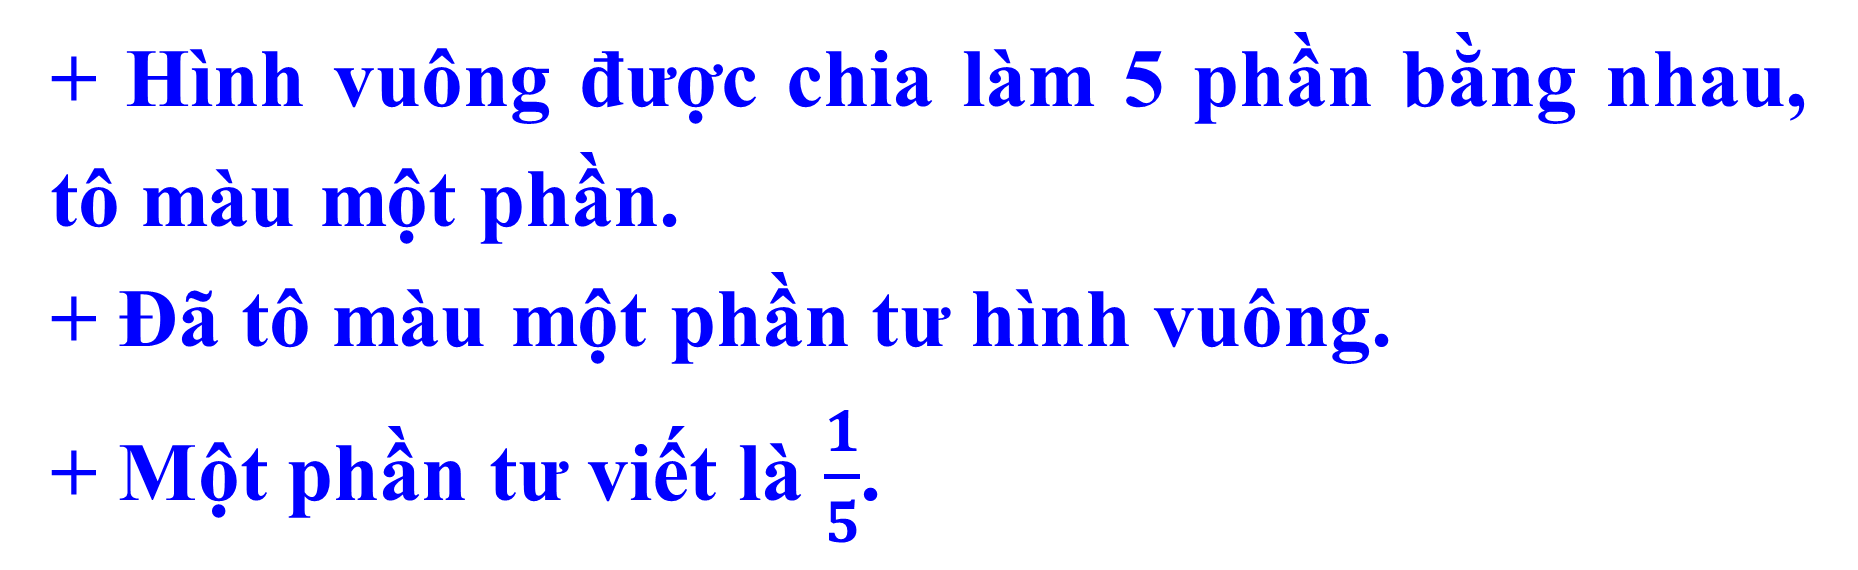 + Hình vuông được chia làm 5 phần bằng nhau,
tô màu một phần.
+ Đã tô màu một phần tư hình vuông.
+ Một phần tư viết là 1/5.